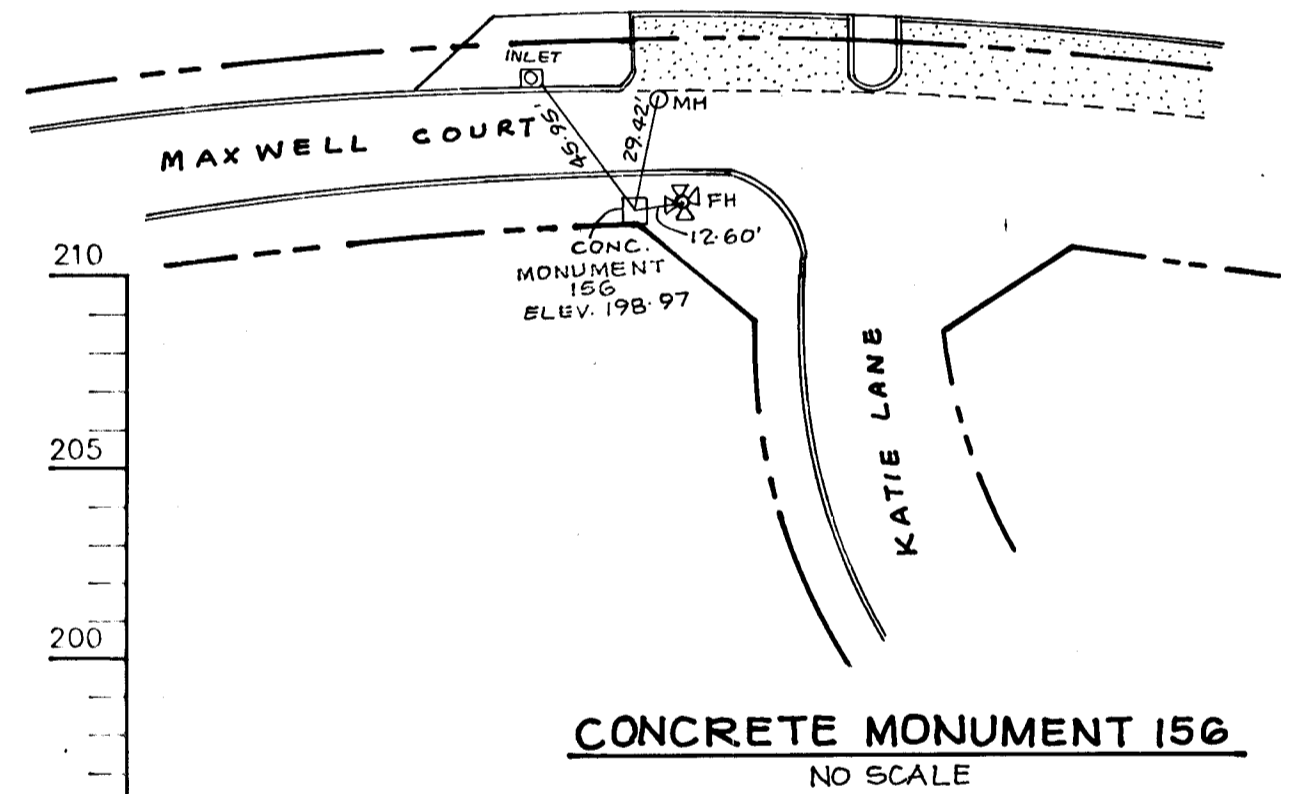 INLET
MH
45.95'
29.42'
MAXWELL COURT
FH
12.60'
CONC.
MONUMENT
156
ELEV. 198.97
210
205
200
KATIE LANE
CONCRETE MONUMENT 156
NO SCALE